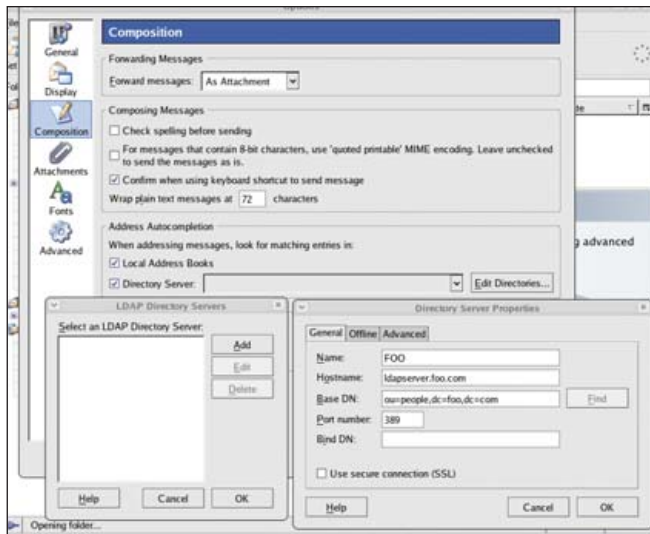 General
Display
Composition
Attachments
Fonts
Advanced
Composition
Forwarding Messages
Forward messages: As Attachment
Composing Messages
Check spelling before sending
For messages that contain 8-bit characters, use 'quoted printable' MIME encoding. Leave unchecked
to send the messages as is.
Confirm when using keyboard shortcut to send message
Wrap plain text messages at 72 characters
Address Autocompletion
When addressing messages, look for matching entries in:
Local Address Books
Directory Server: Edit Directories...
advanced
LDAP Directory Servers
Select an LDAP Directory Server:
Add
Edit
Delete
Help Cancel OK
Directory Server Properties
General Offline Advanced
Name: FOO
Hostname: ldapserver.foo.com
Base DN: ou=people,dc=foo,dc=com Find
Port number: 389
Bind DN:
Use secure connection (SSL)
Help Cancel OK
Opening folder...